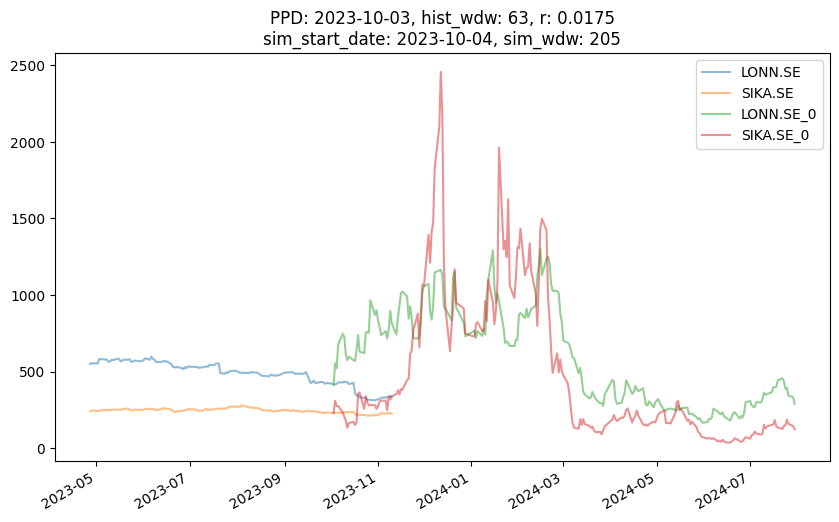 PPD: 2023-10-03, hist_wdw: 63, r: 0.0175
sim_start_date: 2023-10-04, sim_wdw: 205
LONN.SE
SIKA.SE
LONN.SE_0
SIKA.SE_0
2500
2000
1500
1000
500
0
2023-05
2023-07
2023-09
2023-11
2024-01
2024-03
2024-05
2024-07